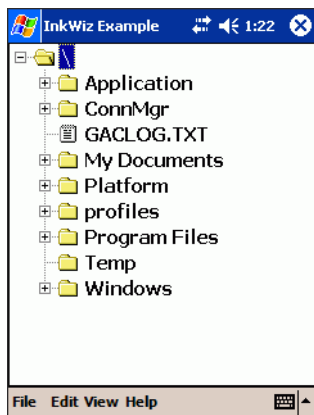 InkWiz Example 1:22
\
Application
ConnMgr
GACLOG.TXT
My Documents
Platform
profiles
Program Files
Temp
Windows
File Edit View Help